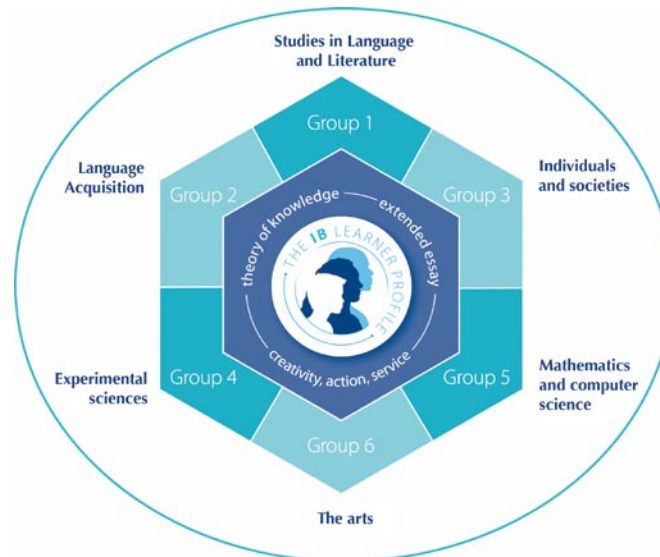 Studies in Language
and Literature
Group 1
Language
Acquisition
Group 2
Group 3
Individuals
and societies
theory of knowledge
extended essay
THE IB LEARNER PROFILE
creativity, action, service
Experimental
sciences
Group 4
Group 5
Mathematics
and computer
science
Group 6
The arts